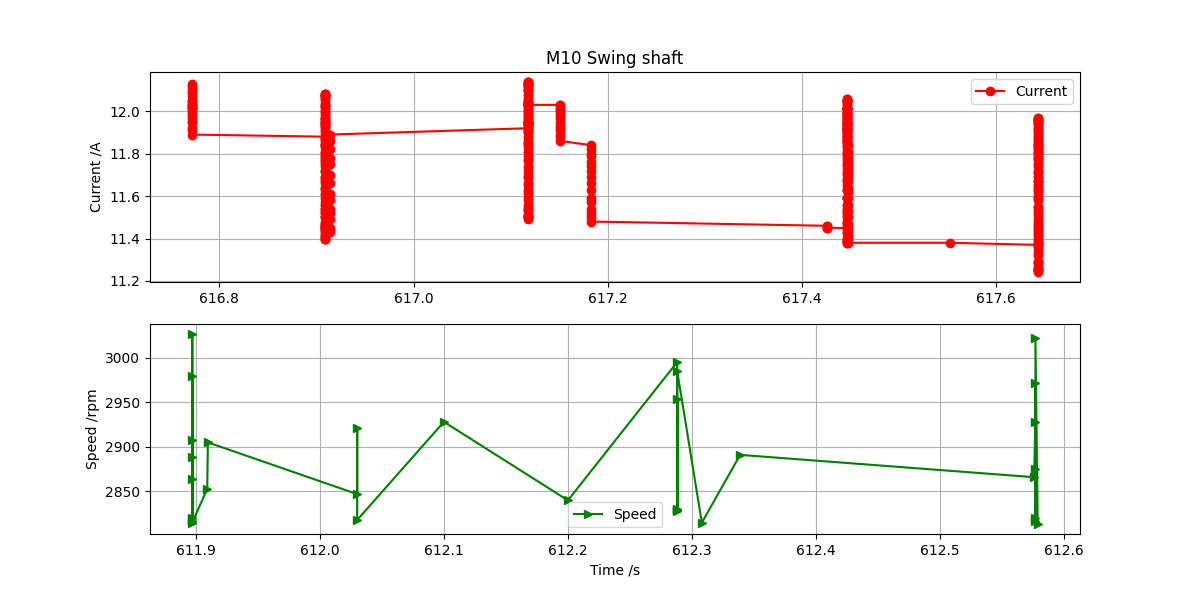 M10 Swing shaft
Current /A
12.0
11.8
11.6
11.4
11.2
Current
616.8 617.0 617.2 617.4 617.6
Speed /rpm
3000
2950
2900
2850
Speed
611.9 612.0 612.1 612.2 612.3 612.4 612.5 612.6
Time /s